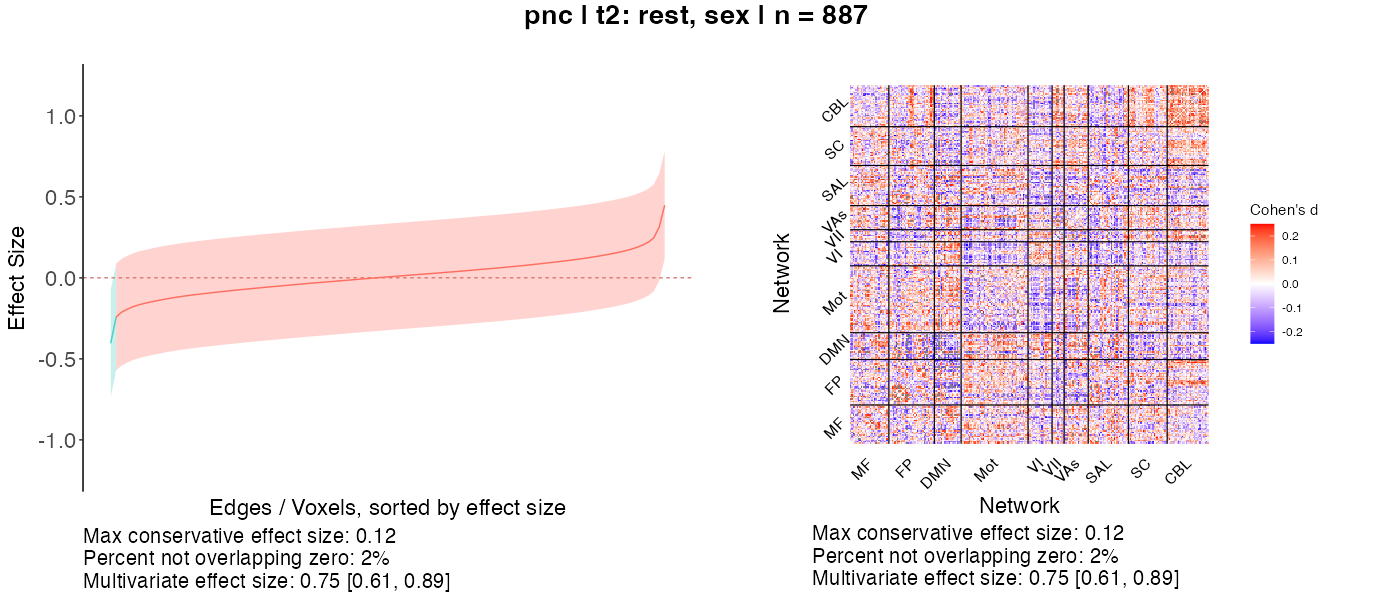 pnc | t2: rest, sex | n = 887
Effect Size
1.0
0.5
0.0
-0.5
-1.0
Edges / Voxels, sorted by effect size
Max conservative effect size: 0.12
Percent not overlapping zero: 2%
Multivariate effect size: 0.75 [0.61, 0.89]
Network
CBL
SC
SAL
VAs
VII
VI
Mot
DMN
FP
MF
MF
FP
DMN
Mot
VI
VII
VAs
SAL
SC
CBL
Network
Max conservative effect size: 0.12
Percent not overlapping zero: 2%
Multivariate effect size: 0.75 [0.61, 0.89]
Cohen's d
0.2
0.1
0.0
-0.1
-0.2